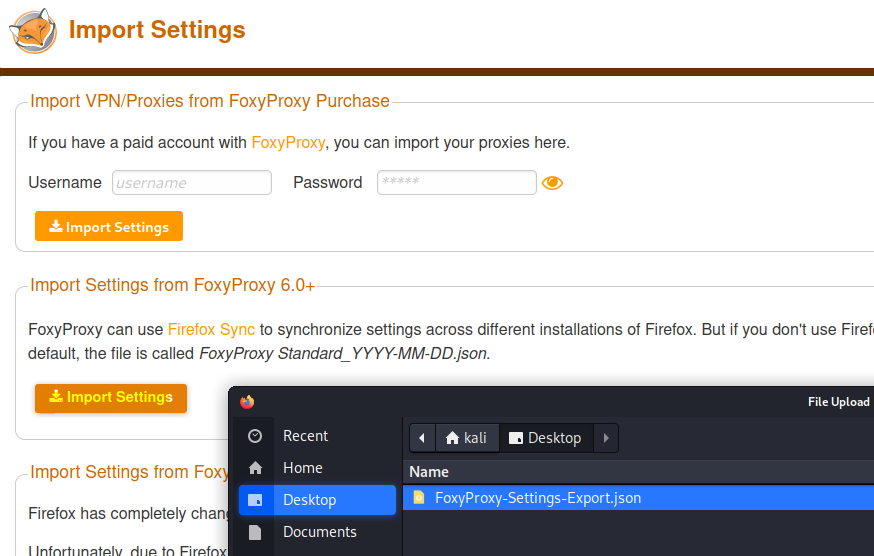 Import Settings
Import VPN/Proxies from FoxyProxy Purchase
If you have a paid account with FoxyProxy, you can import your proxies here.
Username username Password *****
Import Settings
Import Settings from FoxyProxy 6.0+
FoxyProxy can use Firefox Sync to synchronize settings across different installations of Firefox. But if you don't use Firef
default, the file is called FoxyProxy Standard_YYYY-MM-DD.json.
Import Settings
File Upload
Recent
kali Desktop
Home
Name
Import Settings from Foxy
Desktop
FoxyProxy-Settings-Export.json
Firefox has completely chang
Documents
Unfortunately, due to Firefox